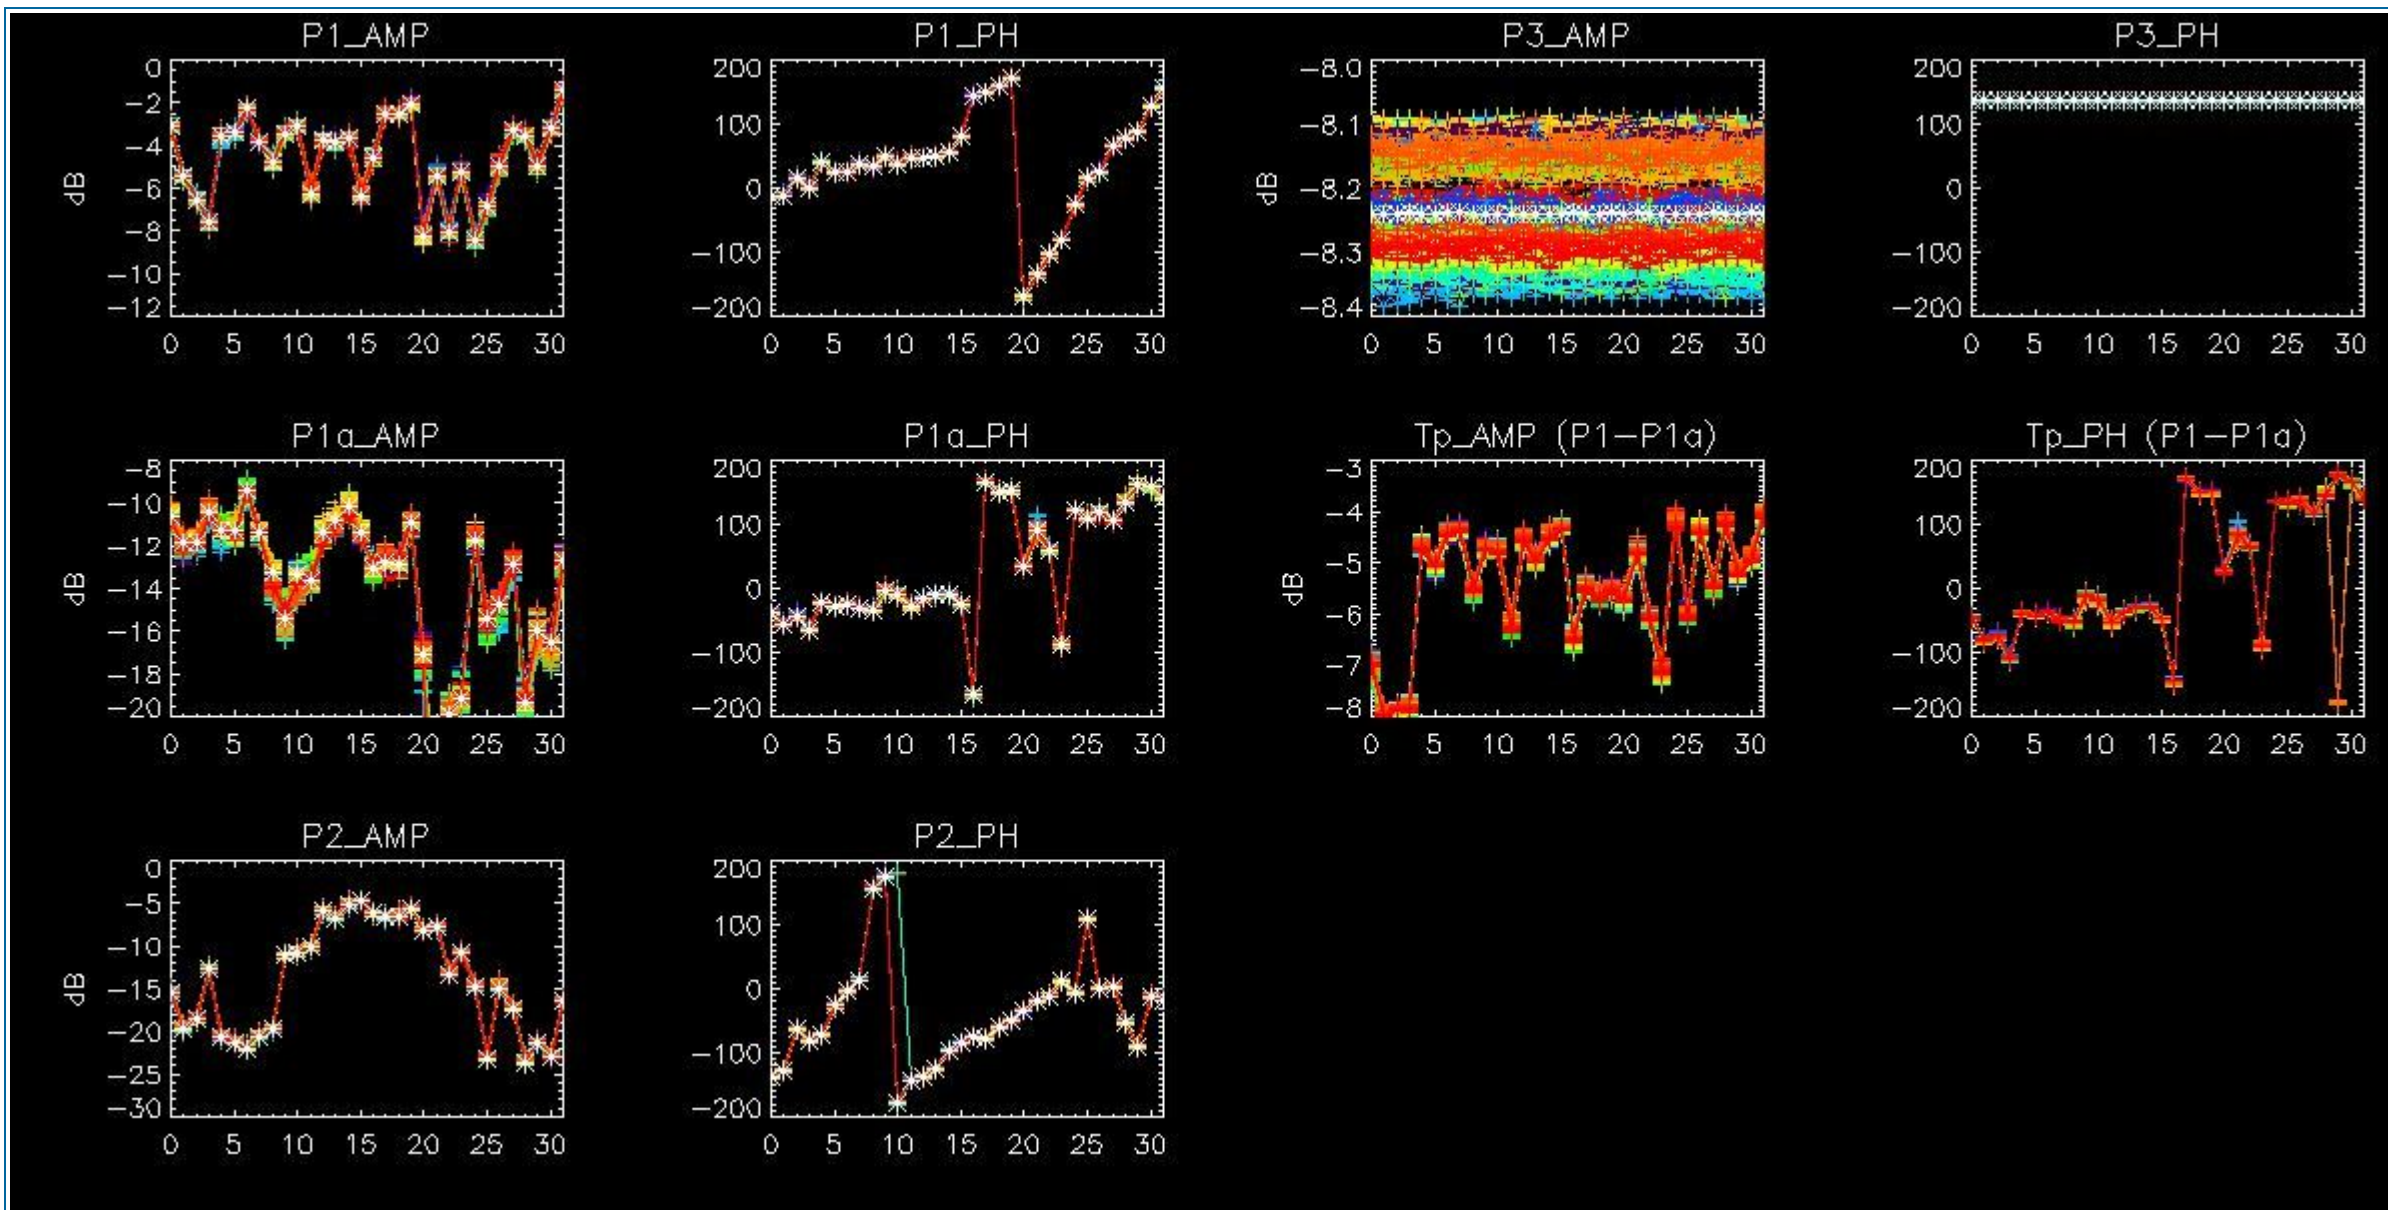 P1_AMP P1_PH P3_AMP P3_PH
0 200 -8.0 200
-2
-4 100 -8.1 100
dB -6 0 dB -8.2 0
-8
-10 -100 -8.3 -100
-12 -200 -8.4 -200
0 5 10 15 20 25 30 0 5 10 15 20 25 30 0 5 10 15 20 25 30 0 5 10 15 20 25 30
P1a_AMP P1a_PH Tp_AMP (P1-P1a) Tp_PH (P1-P1a)
-8 200 -3 200
-10 100 -4 100
-12
dB -14 0 dB -5 0
-16 -6
-18 -100 -7 -100
-20 -200 -8 -200
0 5 10 15 20 25 30 0 5 10 15 20 25 30 0 5 10 15 20 25 30 0 5 10 15 20 25 30
P2_AMP P2_PH
0 200
-5 100
-10
dB -15 0
-20 -100
-25
-30 -200
0 5 10 15 20 25 30 0 5 10 15 20 25 30